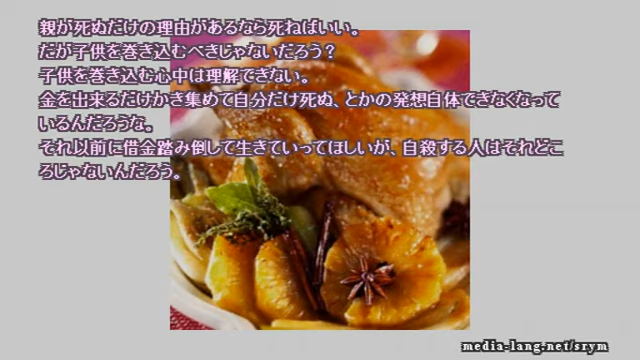 親が死ぬだけの理由があるなら死ねばいい。
だが子供を巻き込むべきじゃないだろう？
子供を巻き込む心中は理解できない。
金を出来るだけかき集めて自分だけ死ぬ、とかの発想自体できなくなって
いるんだろうな。
それ以前に借金踏み倒して生きていってほしいが、自殺する人はそれどこ
ろじゃないんだろう。
media-lang.net/srym